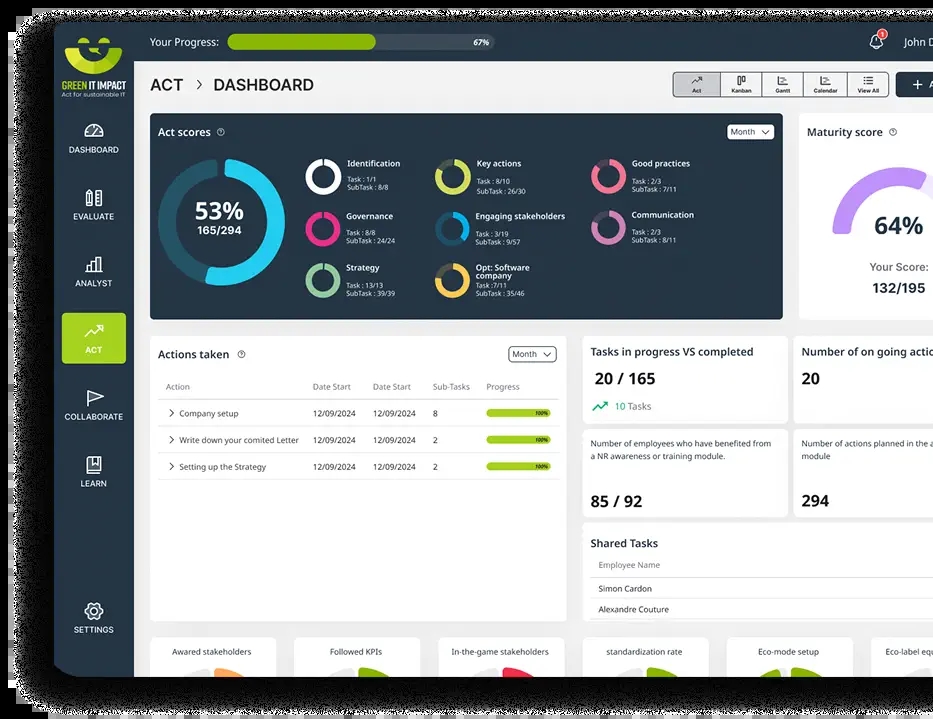 Your Progress:
67%
1
John D
GREEN IT IMPACT
Act for sustainable IT
ACT > DASHBOARD
Act
Kanban
Gantt
Calendar
View All
+ A
DASHBOARD
EVALUATE
ANALYST
ACT
COLLABORATE
LEARN
SETTINGS
Act scores ?
Month
53%
165/294
Identification
Task : 1/1
SubTask : 8/8
Key actions
Task : 8/10
SubTask : 26/30
Good practices
Task : 2/3
SubTask : 7/11
Governance
Task : 8/8
SubTask : 24/24
Engaging stakeholders
Task : 3/19
SubTask : 9/57
Communication
Task : 2/3
SubTask : 8/11
Strategy
Task : 13/13
SubTask : 39/39
Opt: Software
company
Task :7/11
SubTask : 35/46
Maturity score ?
64%
Your Score:
132/195
Actions taken ?
Month
Action Date Start Date Start Sub-Tasks Progress
Company setup 12/09/2024 12/09/2024 8 100%
Write down your comited Letter 12/09/2024 12/09/2024 2 100%
Setting up the Strategy 12/09/2024 12/09/2024 2 100%
Tasks in progress VS completed
20 / 165
10 Tasks
Number of on going actio
20
Number of employees who have benefited from
a NR awareness or training module.
85 / 92
Number of actions planned in the a
module
294
Shared Tasks
Employee Name
Simon Cardon
Alexandre Couture
Awared stakeholders
Followed KPIs
In-the-game stakeholders
standardization rate
Eco-mode setup
Eco-label equ